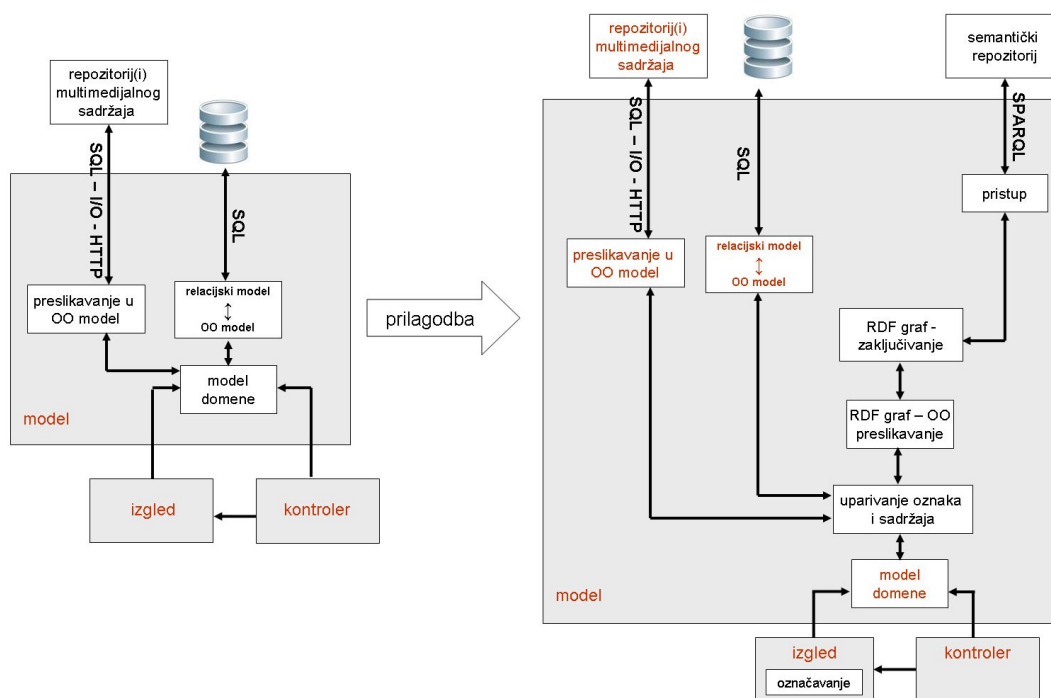 repozitorij(i)
multimedijalnog
sadržaja
SQL – I/O - HTTP
SQL
preslikavanje u
OO model
relacijski model
↕
OO model
model
domene
model
izgled
kontroler
prilagodba
repozitorij(i)
multimedijalnog
sadržaja
semantički
repozitorij
SQL – I/O - HTTP
SQL
SPARQL
pristup
preslikavanje u
OO model
relacijski model
↕
OO model
RDF graf -
zaključivanje
RDF graf – OO
preslikavanje
uparivanje oznaka
i sadržaja
model
domene
model
izgled
označavanje
kontroler